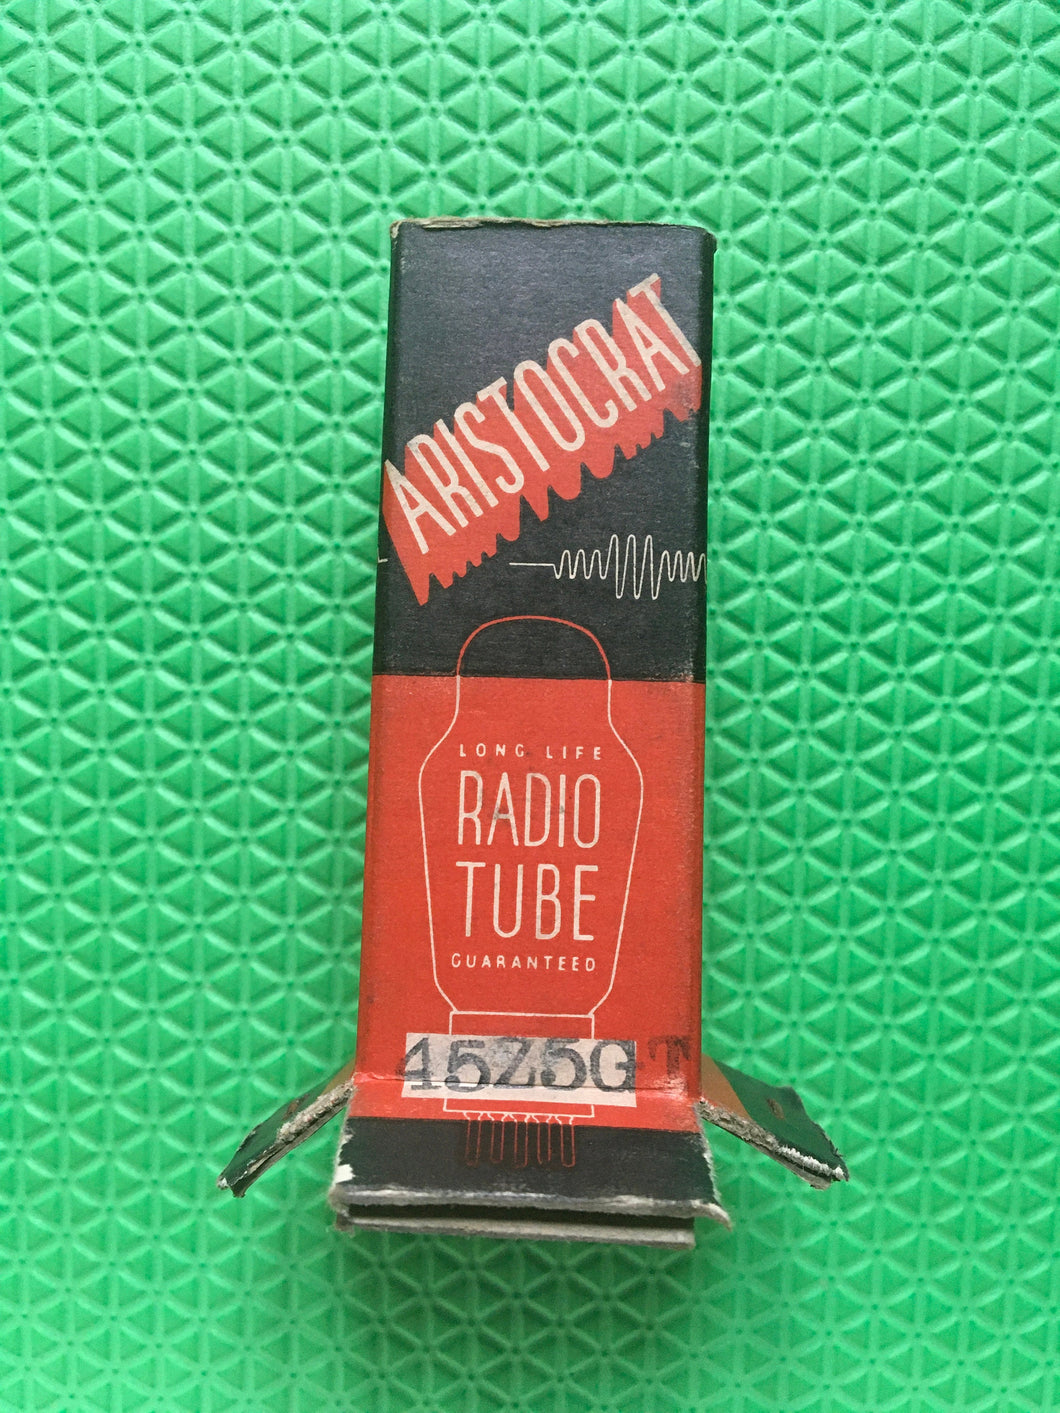 ARISTOCRAT
LONG LIFE
RADIO
TUBE
GUARANTEED
45Z5GT